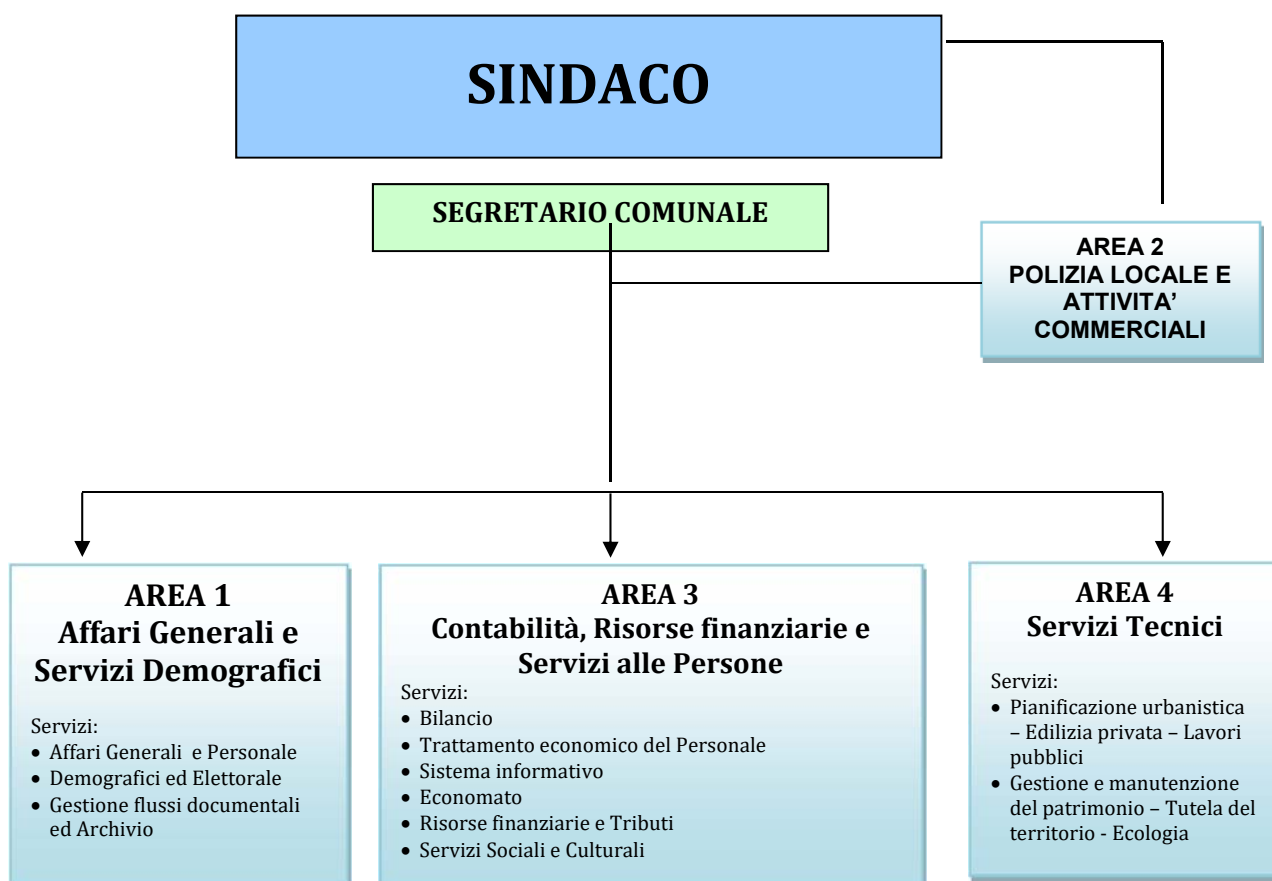 SINDACO
SEGRETARIO COMUNALE
AREA 2
POLIZIA LOCALE E
ATTIVITA’
COMMERCIALI
AREA 1
Affari Generali e
Servizi Demografici
Servizi:
• Affari Generali e Personale
• Demografici ed Elettorale
• Gestione flussi documentali
ed Archivio
AREA 3
Contabilità, Risorse finanziarie e
Servizi alle Persone
Servizi:
• Bilancio
• Trattamento economico del Personale
• Sistema informativo
• Economato
• Risorse finanziarie e Tributi
• Servizi Sociali e Culturali
AREA 4
Servizi Tecnici
Servizi:
• Pianificazione urbanistica
– Edilizia privata – Lavori
pubblici
• Gestione e manutenzione
del patrimonio – Tutela del
territorio - Ecologia